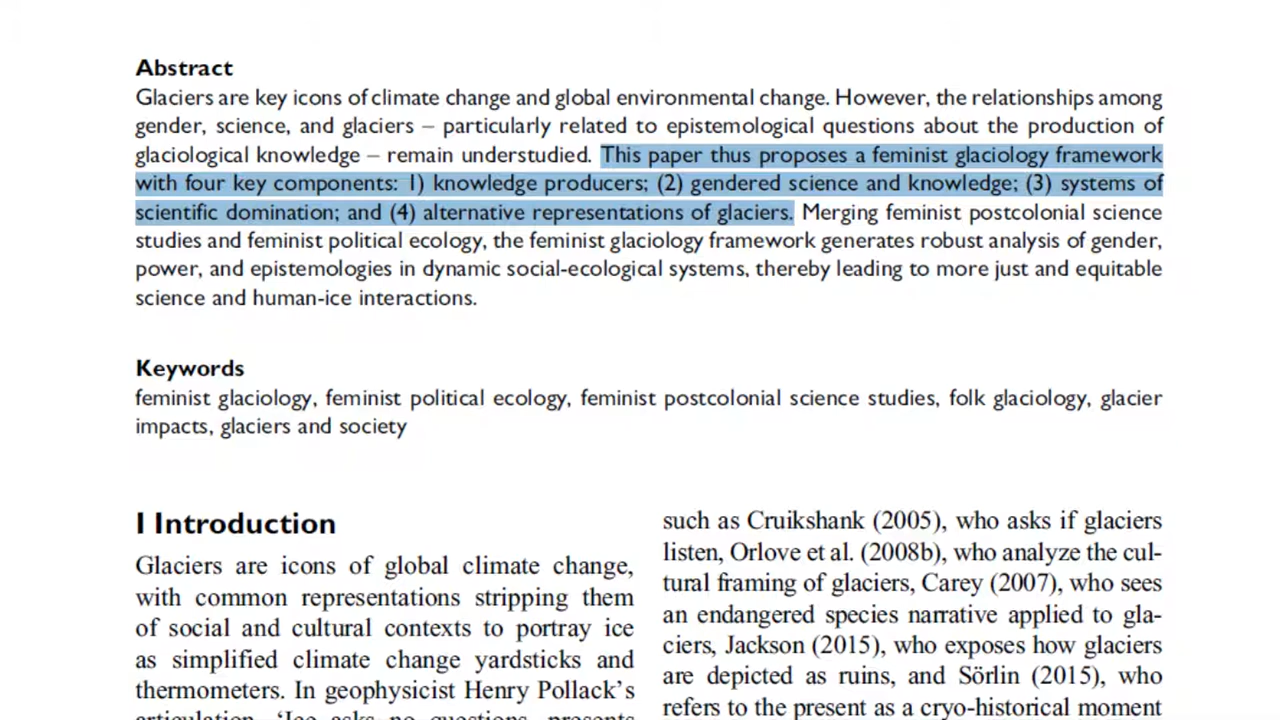 Abstract
Glaciers are key icons of climate change and global environmental change. However, the relationships among
gender, science, and glaciers – particularly related to epistemological questions about the production of
glaciological knowledge – remain understudied. This paper thus proposes a feminist glaciology framework
with four key components: 1) knowledge producers; (2) gendered science and knowledge; (3) systems of
scientific domination; and (4) alternative representations of glaciers. Merging feminist postcolonial science
studies and feminist political ecology, the feminist glaciology framework generates robust analysis of gender,
power, and epistemologies in dynamic social-ecological systems, thereby leading to more just and equitable
science and human-ice interactions.
Keywords
feminist glaciology, feminist political ecology, feminist postcolonial science studies, folk glaciology, glacier
impacts, glaciers and society
I Introduction
Glaciers are icons of global climate change,
with common representations stripping them
of social and cultural contexts to portray ice
as simplified climate change yardsticks and
thermometers. In geophysicist Henry Pollack's
articulation, 'Ice asks no questions, presents
such as Cruikshank (2005), who asks if glaciers
listen, Orlove et al. (2008b), who analyze the cul-
tural framing of glaciers, Carey (2007), who sees
an endangered species narrative applied to gla-
ciers, Jackson (2015), who exposes how glaciers
are depicted as ruins, and Sörlin (2015), who
refers to the present as a cryo-historical moment